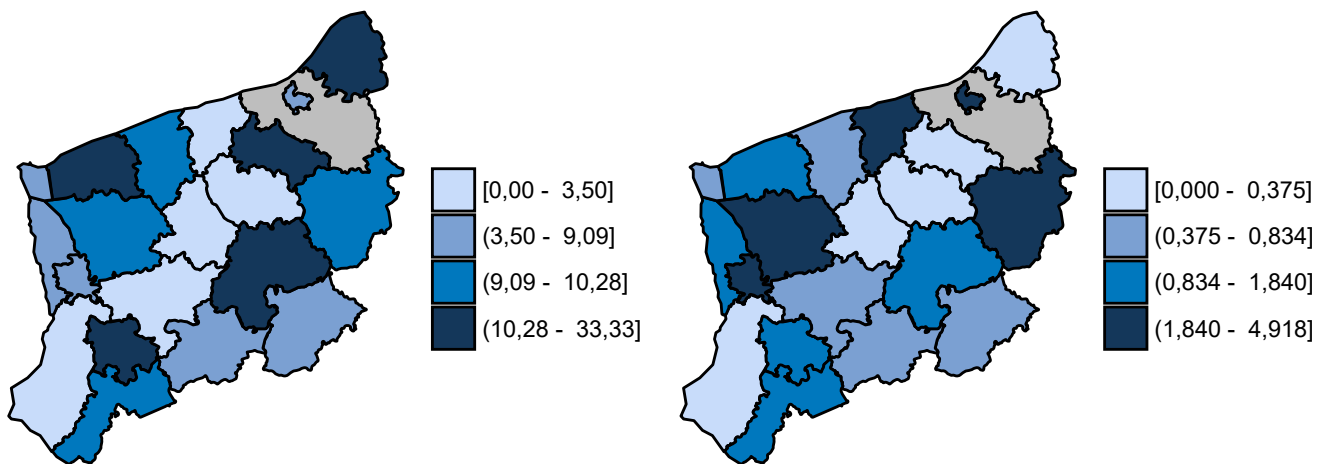 [0,00 - 3,50]
(3,50 - 9,09]
(9,09 - 10,28]
(10,28 - 33,33]
[0,000 - 0,375]
(0,375 - 0,834]
(0,834 - 1,840]
(1,840 - 4,918]